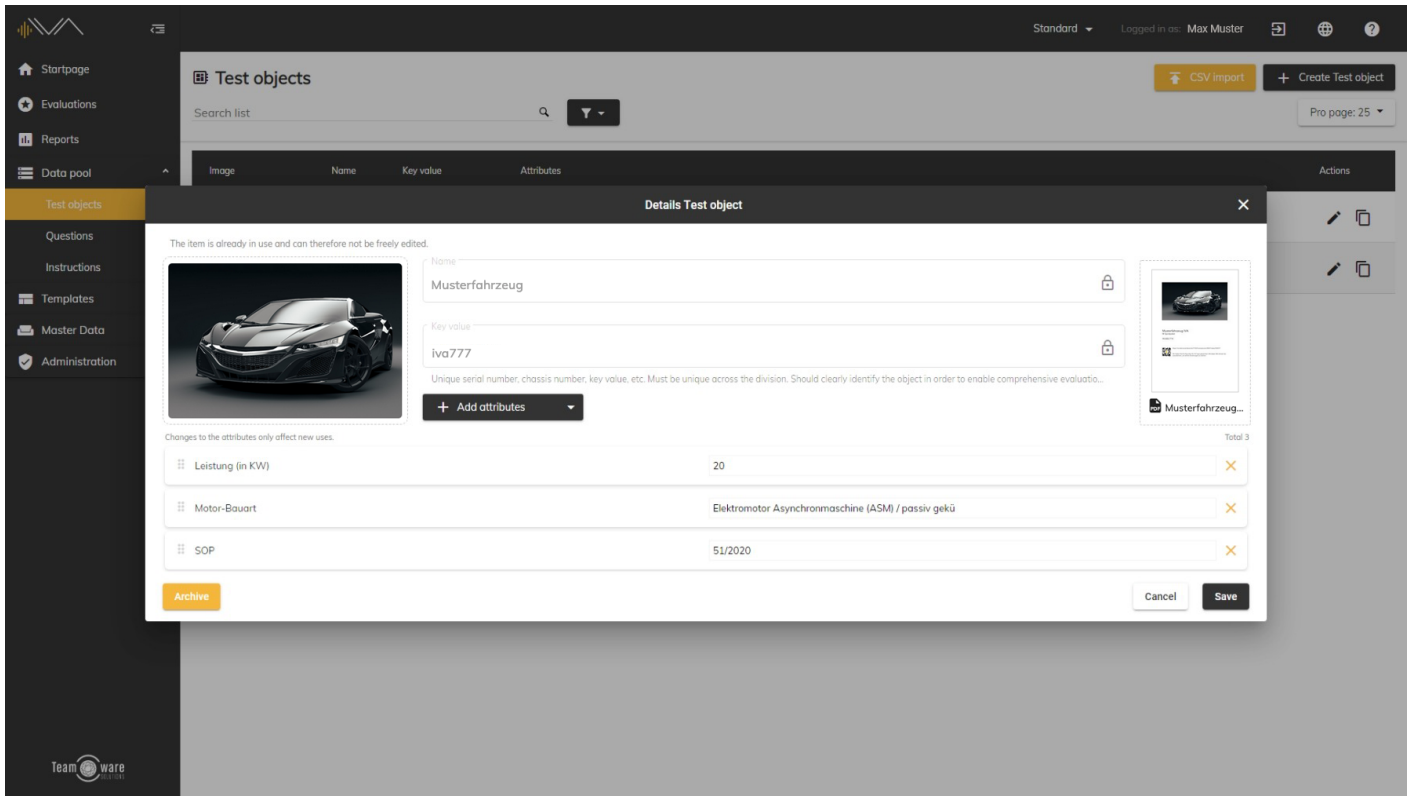 Standard
Logged in as: Max Muster
Startpage
Evaluations
Reports
Data pool
Test objects
Questions
Instructions
Templates
Master Data
Administration
Team ware
SOLUTIONS
Test objects
CSV import
Create Test object
Search list
Pro page: 25
Image Name Key value Attributes Actions
Details Test object
The item is already in use and can therefore not be freely edited.
Name
Musterfahrzeug
Key value
iva777
Unique serial number, chassis number, key value, etc. Must be unique across the division. Should clearly identify the object in order to enable comprehensive evaluatio...
Add attributes
PDF Musterfahrzeug...
Changes to the attributes only affect new uses.
Total 3
Leistung (in KW) 20
Motor-Bauart Elektromotor Asynchronmaschine (ASM) / passiv gekü
SOP 51/2020
Archive
Cancel
Save